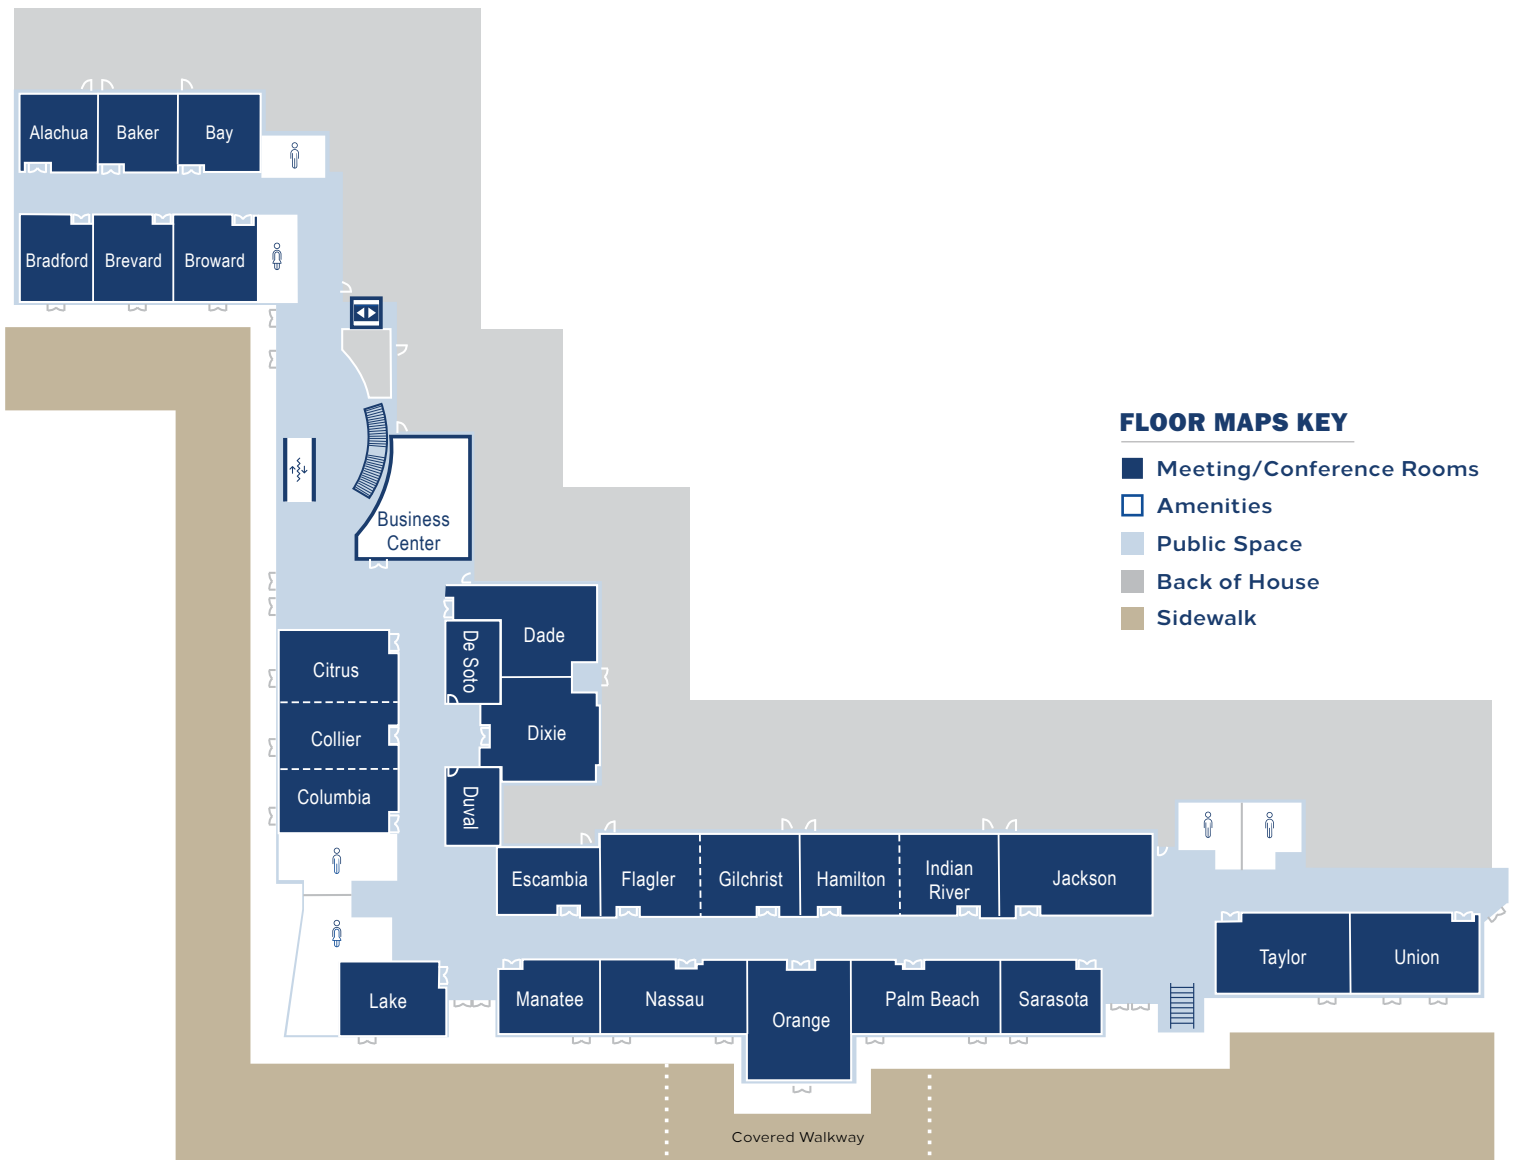 Alachua
Baker
Bay
Bradford
Brevard
Broward
Business
Center
FLOOR MAPS KEY
Meeting/Conference Rooms
Amenities
Public Space
Back of House
Sidewalk
Dade
De Soto
Citrus
Collier
Columbia
Dixie
Duval
Escambia
Flagler
Gilchrist
Hamilton
Indian
River
Jackson
Taylor
Union
Lake
Manatee
Nassau
Orange
Palm Beach
Sarasota
Covered Walkway